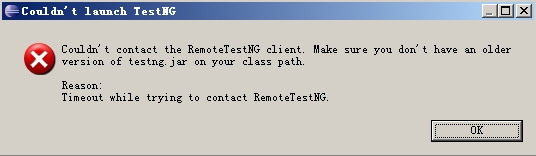 Couldn't launch TestNG
Couldn't contact the RemoteTestNG client. Make sure you don't have an older
version of testng.jar on your class path.
Reason:
Timeout while trying to contact RemoteTestNG.
OK